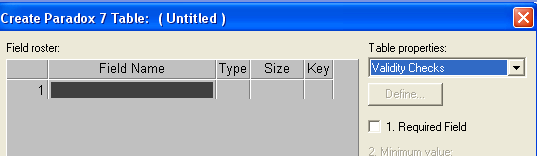 Create Paradox 7 Table: ( Untitled )
Field roster:
Table properties:
Field Name Type Size Key
Validity Checks
1
Define...
1. Required Field
2. Minimum value: